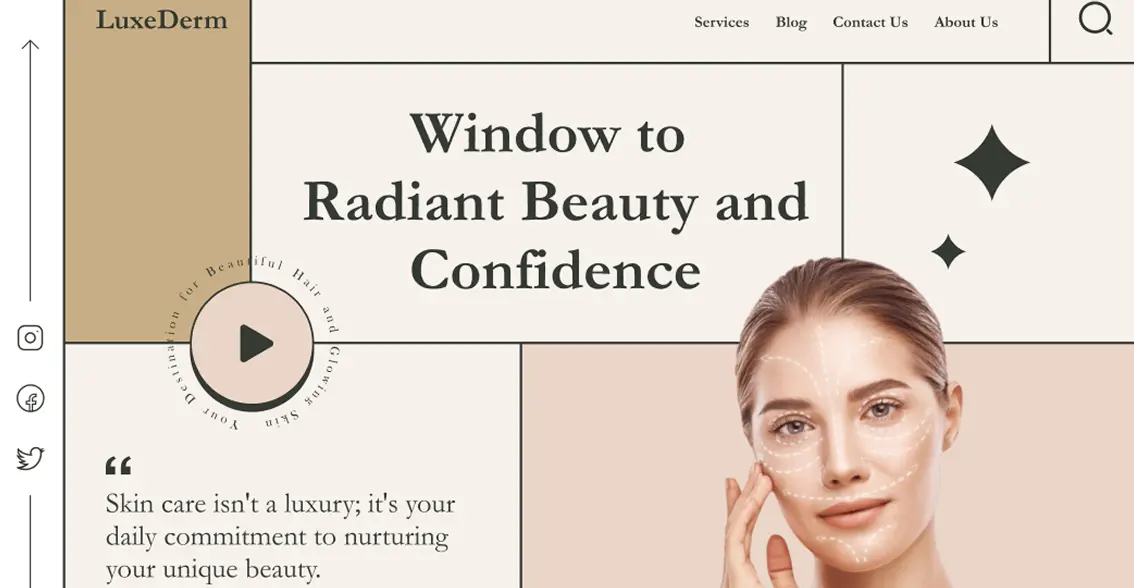 LuxeDerm
Services Blog Contact Us About Us
Window to
Radiant Beauty and
Confidence
Your Destination for Beautiful Hair and Glowing Skin
“
Skin care isn't a luxury; it's your
daily commitment to nurturing
your unique beauty.